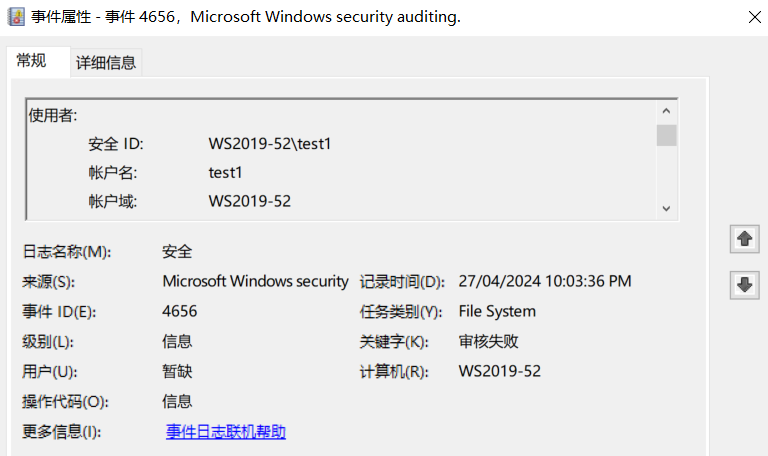 事件属性 - 事件 4656，Microsoft Windows security auditing.
常规 详细信息
使用者:
安全 ID: WS2019-52\test1
帐户名: test1
帐户域: WS2019-52
日志名称(M): 安全
来源(S): Microsoft Windows security 记录时间(D): 27/04/2024 10:03:36 PM
事件 ID(E): 4656 任务类别(Y): File System
级别(L): 信息 关键字(K): 审核失败
用户(U): 暂缺 计算机(R): WS2019-52
操作代码(O): 信息
更多信息(I): 事件日志联机帮助